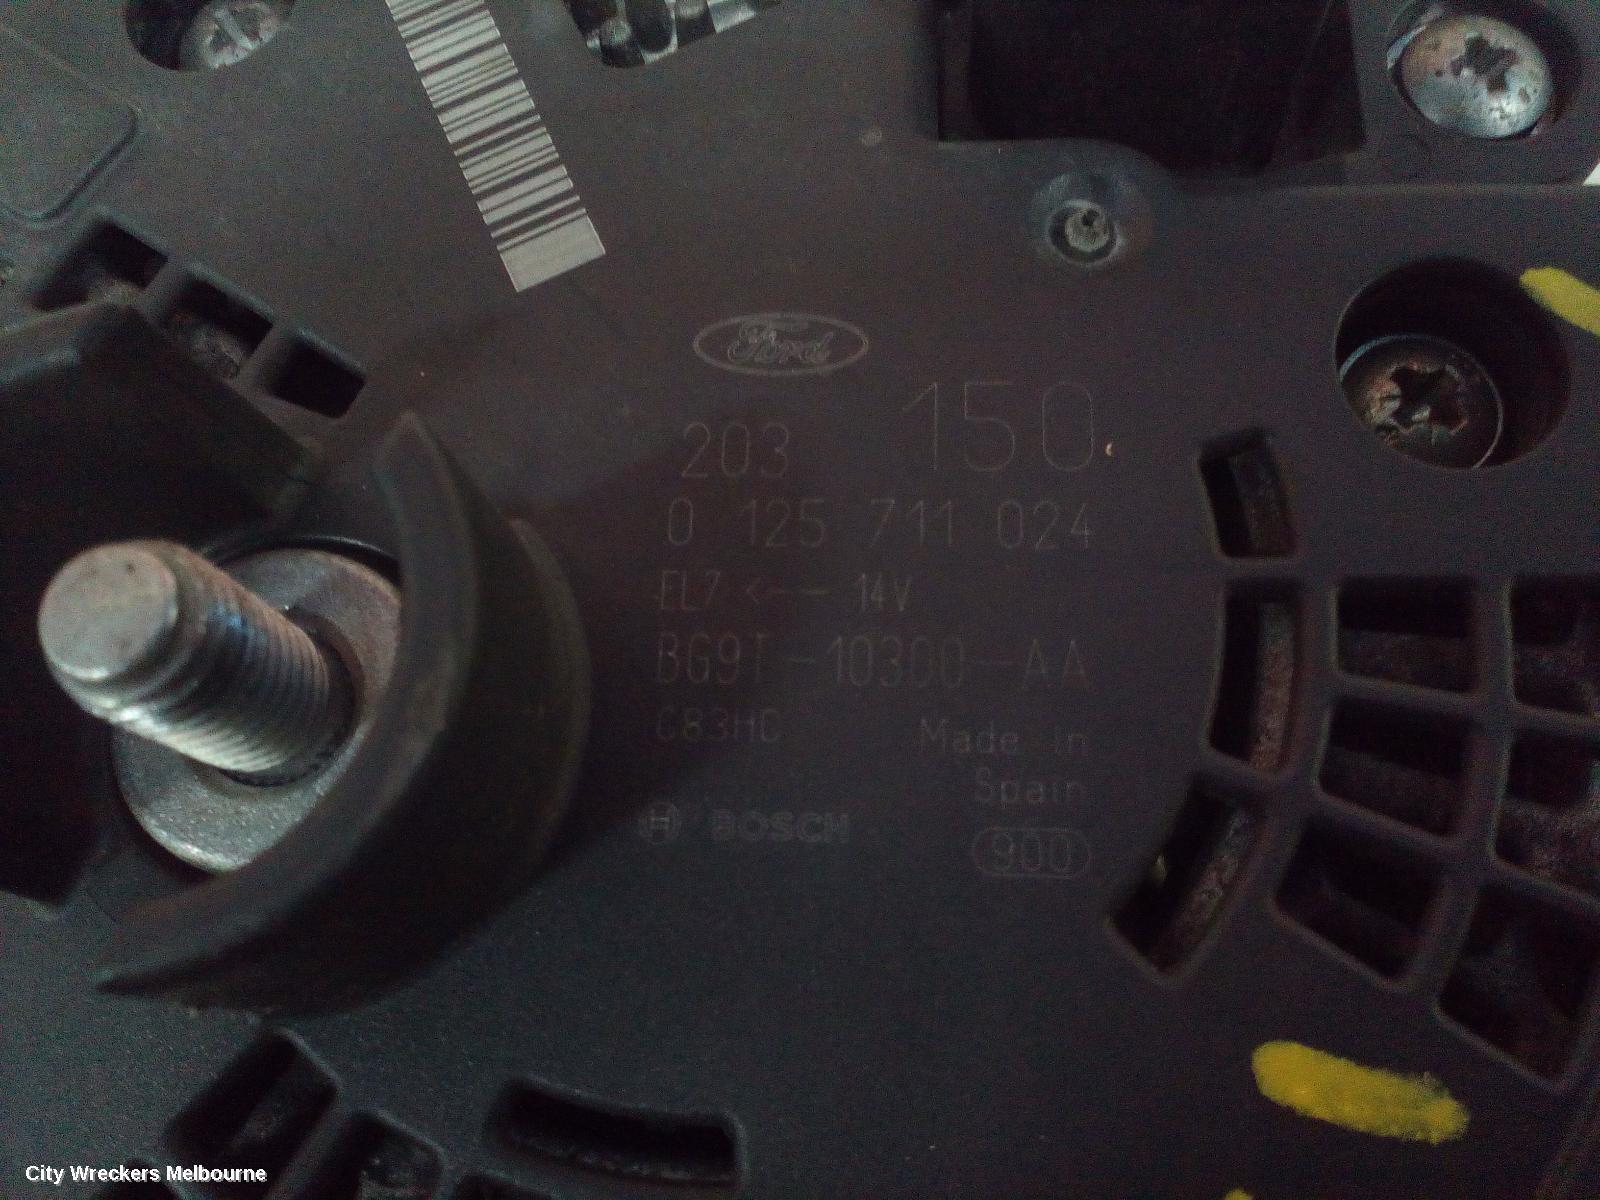 Ford
203 150
0 125 711 024
EL7 <-- 14V
BG9T-10300-AA
C83HC Made in
Spain
BOSCH 900
City Wreckers Melbourne